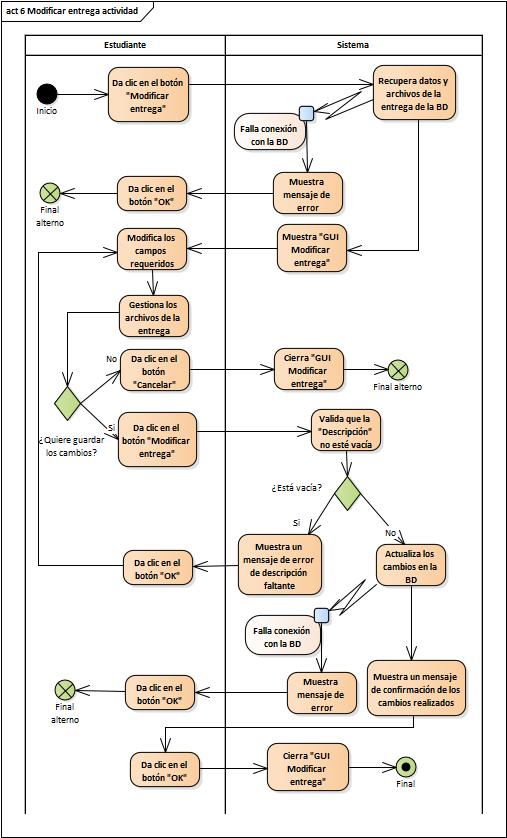 act 6 Modificar entrega actividad
Estudiante
Sistema
Inicio
Da clic en el botón
"Modificar
entrega"
Recupera datos y
archivos de la
entrega de la BD
Falla conexión
con la BD
Muestra
mensaje de
error
Da clic en el
botón "OK"
Final
alterno
Muestra "GUI
Modificar
entrega"
Modifica los
campos
requeridos
Gestiona los
archivos de la
entrega
No
Da clic en el
botón
"Cancelar"
Cierra "GUI
Modificar
entrega"
Final alterno
¿Quiere guardar
los cambios?
Si
Da clic en el
botón "Modificar
entrega"
Valida que la
"Descripción"
no esté vacía
¿Está vacía?
Si
No
Muestra un
mensaje de error
de descripción
faltante
Da clic en el
botón "OK"
Actualiza los
cambios en la
BD
Falla conexión
con la BD
Muestra
mensaje de
error
Da clic en el
botón "OK"
Final
alterno
Muestra un mensaje
de confirmación de los
cambios realizados
Da clic en el
botón "OK"
Cierra "GUI
Modificar
entrega"
Final